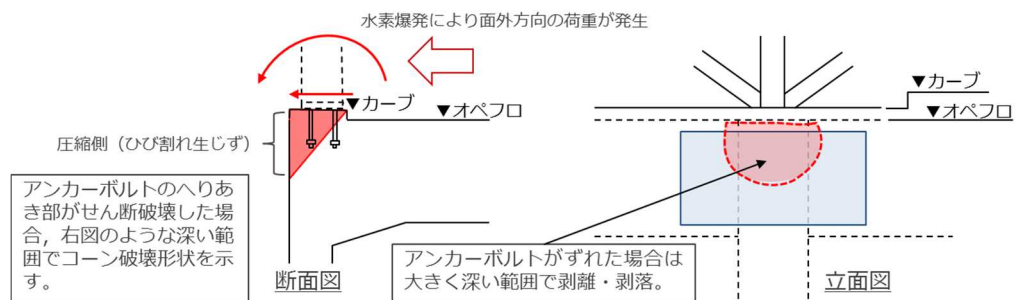 水素爆発により面外方向の荷重が発生
▼カーブ
▼オペフロ
圧縮側（ひび割れ生じず）
アンカーボルトのへりあ
き部がせん断破壊した場
合，右図のような深い範
囲でコーン破壊形状を示
す。
断面図
▼カーブ
▼オペフロ
アンカーボルトがずれた場合は
大きく深い範囲で剥離・剥落。
立面図